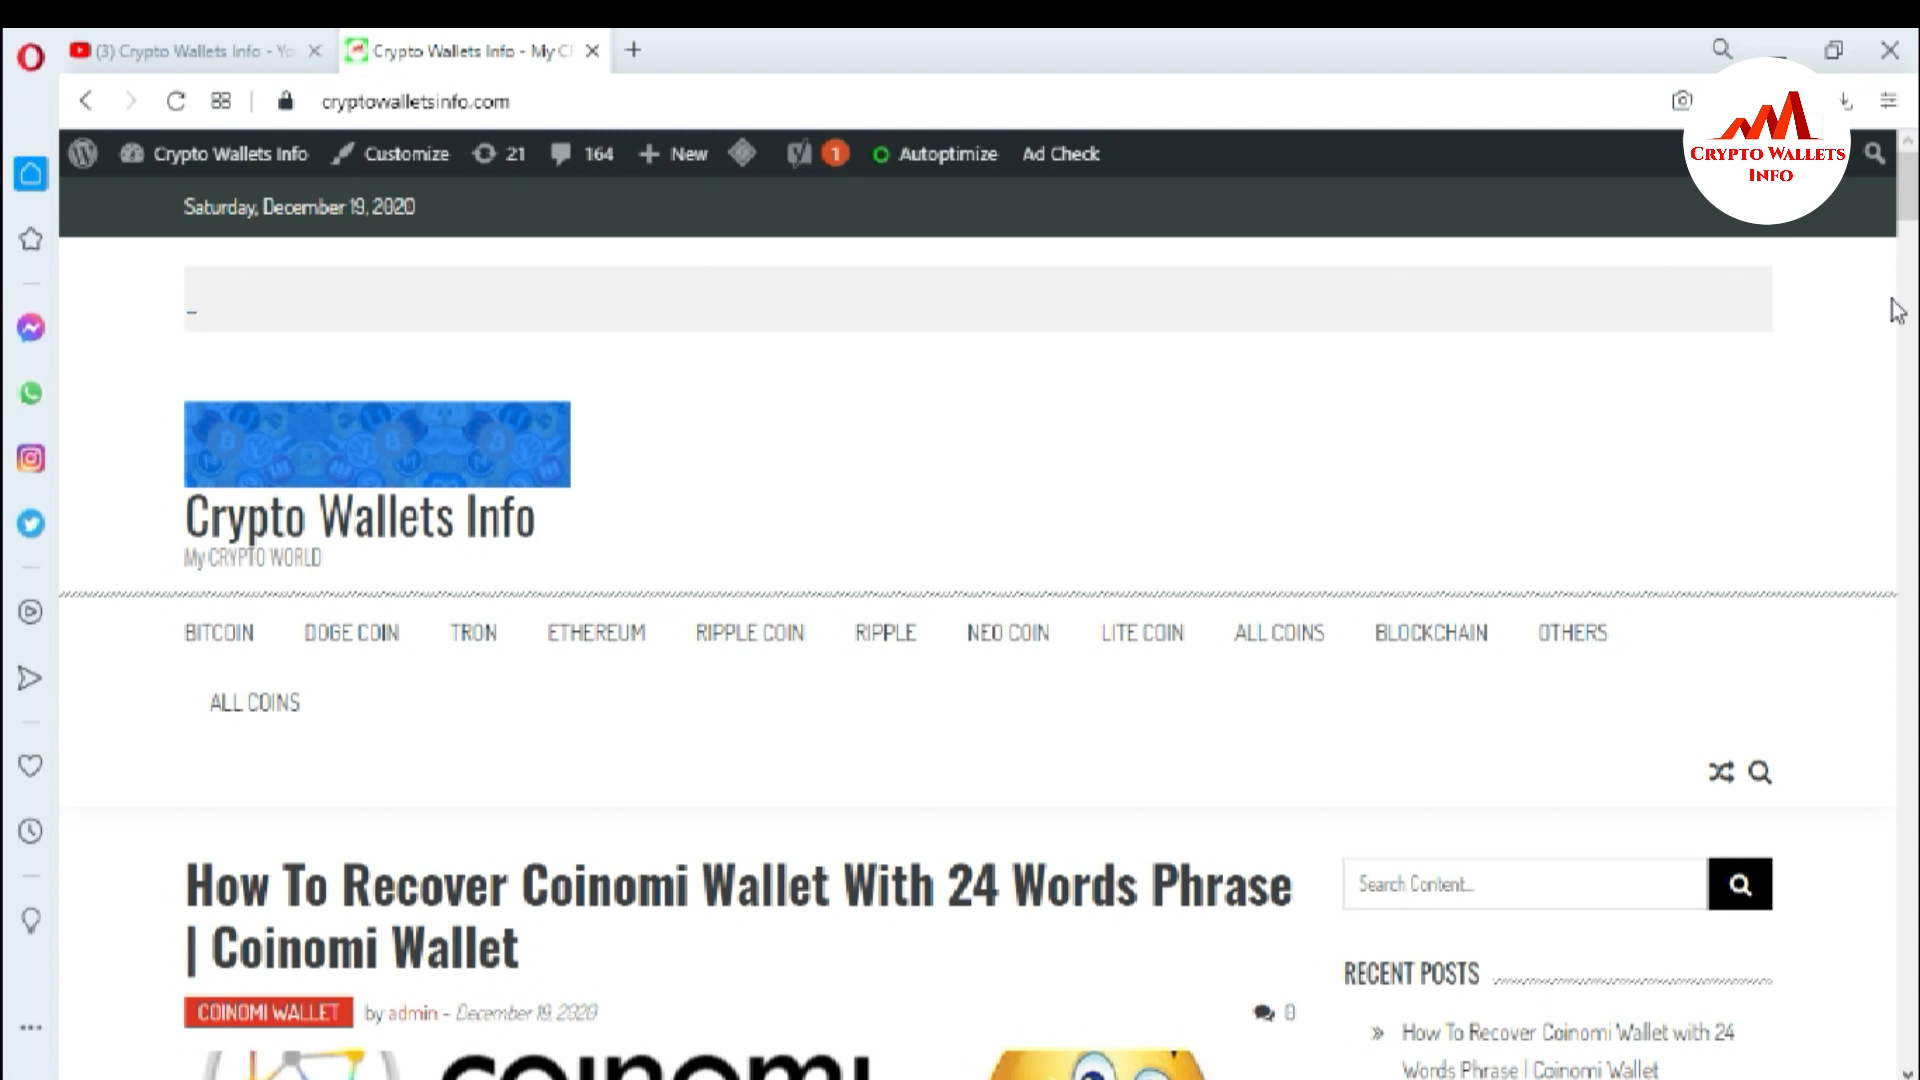 (3) Crypto Wallets Info - Yo
Crypto Wallets Info - My C
cryptowalletsinfo.com
Crypto Wallets Info
Customize
21
164
New
1
Autoptimize
Ad Check
CRYPTO WALLETS
INFO
Saturday, December 19, 2020
Crypto Wallets Info
My CRYPTO WORLD
BITCOIN DOGE COIN TRON ETHEREUM RIPPLE COIN RIPPLE NEO COIN LITE COIN ALL COINS BLOCKCHAIN OTHERS
ALL COINS
How To Recover Coinomi Wallet With 24 Words Phrase
| Coinomi Wallet
COINOMI WALLET by admin - December 19, 2020 0
coinomi
Search Content...
RECENT POSTS
» How To Recover Coinomi Wallet with 24
Words Phrase | Coinomi Wallet